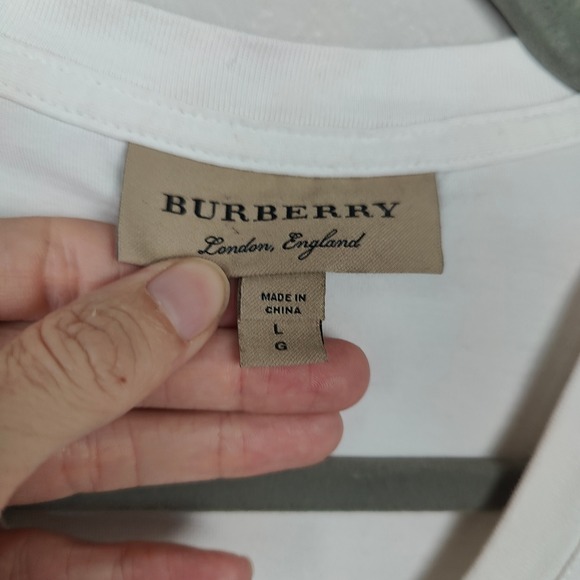 BURBERRY
London, England
MADE IN
CHINA
L
G